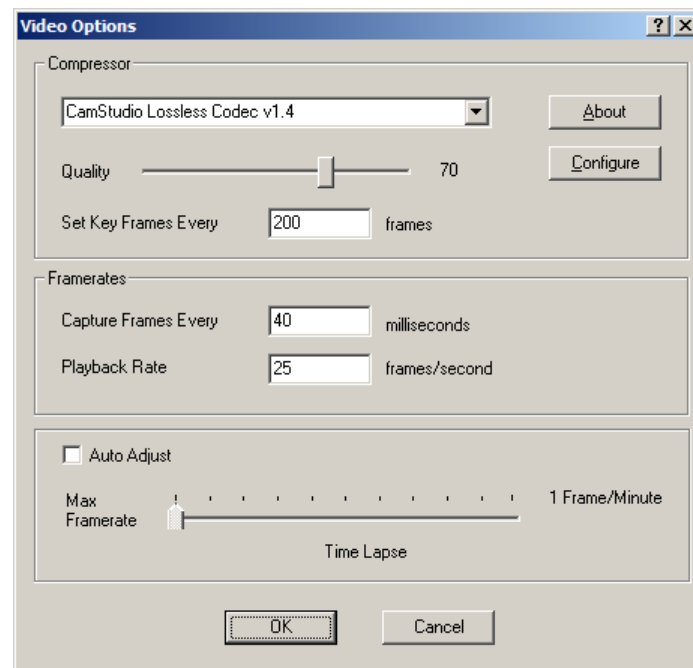 Video Options
Compressor
CamStudio Lossless Codec v1.4
About
Quality 70
Configure
Set Key Frames Every 200 frames
Framerates
Capture Frames Every 40 milliseconds
Playback Rate 25 frames/second
Auto Adjust
Max Framerate
1 Frame/Minute
Time Lapse
OK Cancel